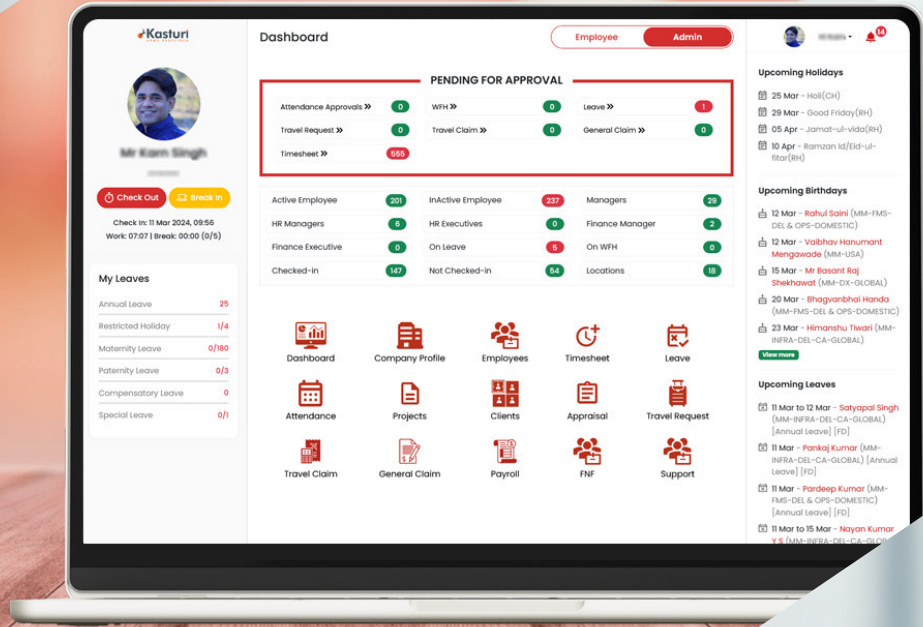 Kasturi
Mr Karn Singh
Check Out
Break In
Check In: 11 Mar 2024, 09:56
Work: 07:07 | Break: 00:00 (0/5)
My Leaves
Annual Leave 25
Restricted Holiday 1/4
Maternity Leave 0/180
Paternity Leave 0/3
Compensatory Leave 0
Special Leave 0/1
Dashboard
Employee Admin
PENDING FOR APPROVAL
Attendance Approvals >> 0 WFH >> 0 Leave >> 1
Travel Request >> 0 Travel Claim >> 0 General Claim >> 0
Timesheet >> 555
Active Employee 201 InActive Employee 237 Managers 29
HR Managers 6 HR Executives 0 Finance Manager 2
Finance Executive 0 On Leave 5 On WFH 0
Checked-in 147 Not Checked-in 54 Locations 18
Dashboard Company Profile Employees Timesheet Leave
Attendance Projects Clients Appraisal Travel Request
Travel Claim General Claim Payroll FNF Support
14
Upcoming Holidays
25 Mar - Holi(CH)
29 Mar - Good Friday(RH)
05 Apr - Jamat-ul-vida(RH)
10 Apr - Ramzan Id/Eid-ul-
fitar(RH)
Upcoming Birthdays
12 Mar - Rahul Saini (MM-FMS-
DEL & OPS-DOMESTIC)
12 Mar - Vaibhav Hanumant
Mengawade (MM-USA)
15 Mar - Mr Basant Raj
Shekhawat (MM-DX-GLOBAL)
20 Mar - Bhagvanbhai Handa
(MM-FMS-DEL & OPS-DOMESTIC)
23 Mar - Himanshu Tiwari (MM-
INFRA-DEL-CA-GLOBAL)
View more
Upcoming Leaves
11 Mar to 12 Mar - Satyapal Singh
(MM-INFRA-DEL-CA-GLOBAL)
[Annual Leave] [FD]
11 Mar - Pankaj Kumar (MM-
INFRA-DEL-CA-GLOBAL) [Annual
Leave] [FD]
11 Mar - Pardeep Kumar (MM-
FMS-DEL & OPS-DOMESTIC)
[Annual Leave] [FD]
11 Mar to 15 Mar - Nayan Kumar
Y S (MM-INFRA-DEL-CA-GLOBAL